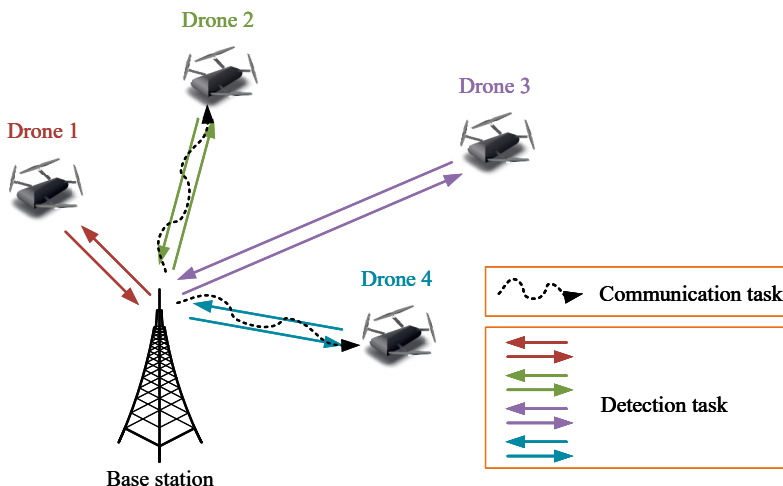 Drone 2
Drone 3
Drone 1
Drone 4
Communication task
Detection task
Base station